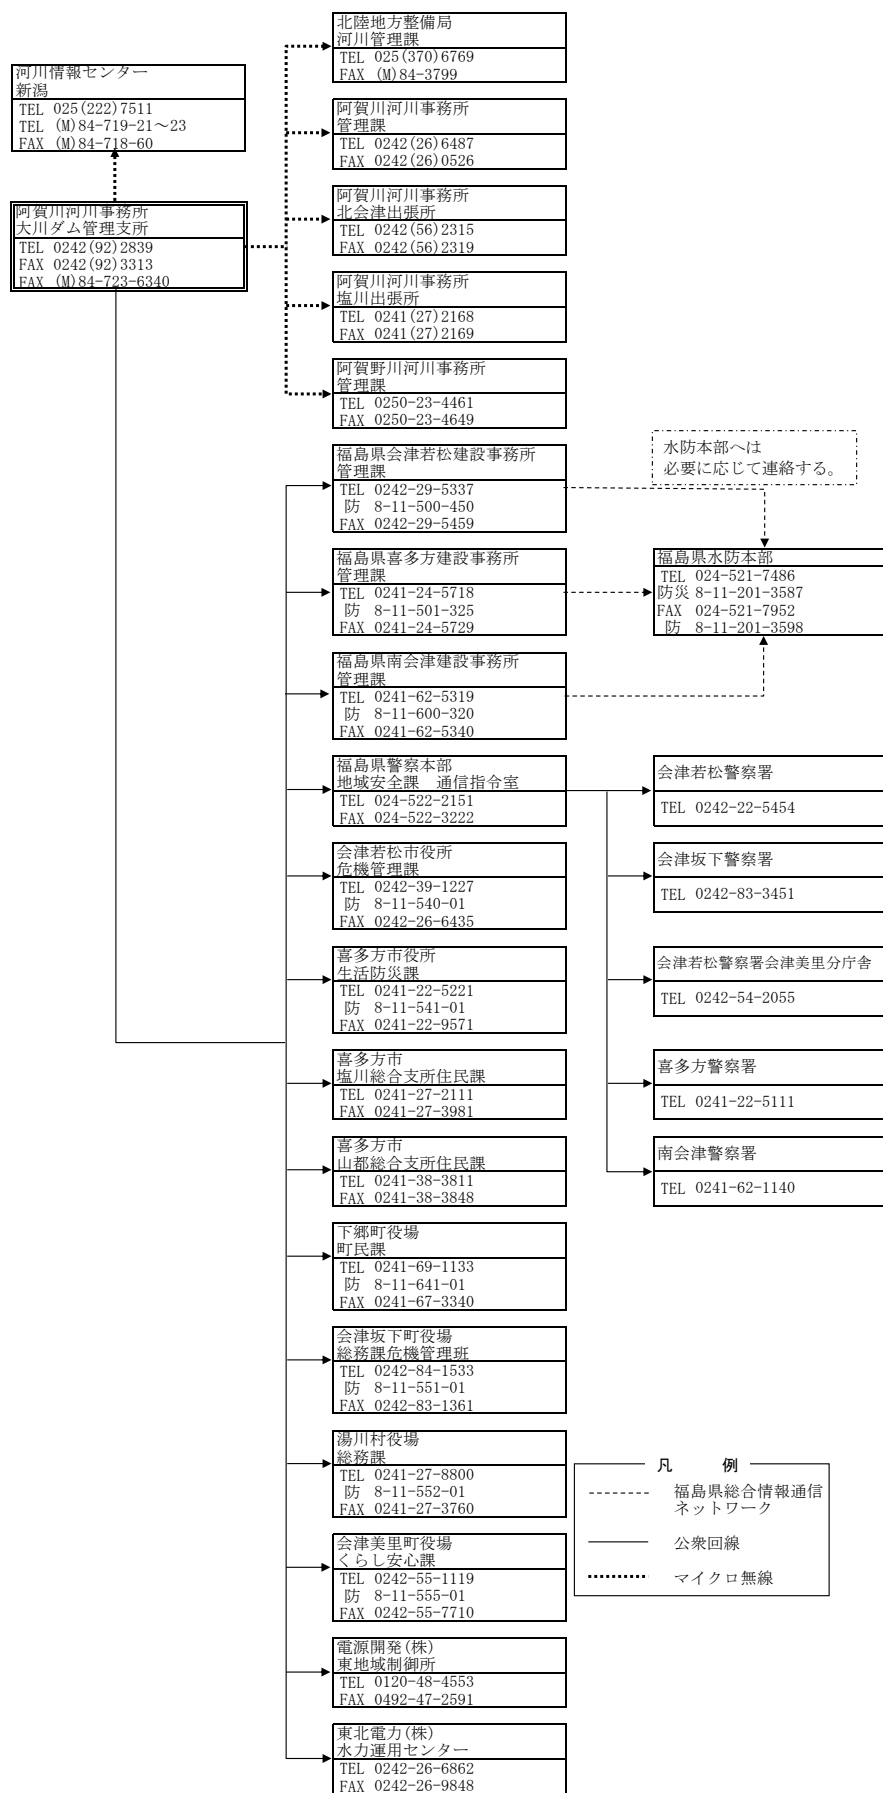 河川情報センター
新潟
TEL 025(222)7511
TEL (M)84-719-21～23
FAX (M)84-718-60
阿賀川河川事務所
大川ダム管理支所
TEL 0242(92)2839
FAX 0242(92)3313
FAX (M)84-723-6340
北陸地方整備局
河川管理課
TEL 025(370)6769
FAX (M)84-3799
阿賀川河川事務所
管理課
TEL 0242(26)6487
FAX 0242(26)0526
阿賀川河川事務所
北会津出張所
TEL 0242(56)2315
FAX 0242(56)2319
阿賀川河川事務所
塩川出張所
TEL 0241(27)2168
FAX 0241(27)2169
阿賀野川河川事務所
管理課
TEL 0250-23-4461
FAX 0250-23-4649
福島県会津若松建設事務所
管理課
TEL 0242-29-5337
防 8-11-500-450
FAX 0242-29-5459
福島県喜多方建設事務所
管理課
TEL 0241-24-5718
防 8-11-501-325
FAX 0241-24-5729
福島県南会津建設事務所
管理課
TEL 0241-62-5319
防 8-11-600-320
FAX 0241-62-5340
福島県警察本部
地域安全課 通信指令室
TEL 024-522-2151
FAX 024-522-3222
会津若松市役所
危機管理課
TEL 0242-39-1227
防 8-11-540-01
FAX 0242-26-6435
喜多方市役所
生活防災課
TEL 0241-22-5221
防 8-11-541-01
FAX 0241-22-9571
喜多方市
塩川総合支所住民課
TEL 0241-27-2111
FAX 0241-27-3981
喜多方市
山都総合支所住民課
TEL 0241-38-3811
FAX 0241-38-3848
下郷町役場
町民課
TEL 0241-69-1133
防 8-11-641-01
FAX 0241-67-3340
会津坂下町役場
総務課危機管理班
TEL 0242-84-1533
防 8-11-551-01
FAX 0242-83-1361
湯川村役場
総務課
TEL 0241-27-8800
防 8-11-552-01
FAX 0241-27-3760
会津美里町役場
くらし安心課
TEL 0242-55-1119
防 8-11-555-01
FAX 0242-55-7710
電源開発(株)
東地域制御所
TEL 0120-48-4553
FAX 0492-47-2591
東北電力(株)
水力運用センター
TEL 0242-26-6862
FAX 0242-26-9848
水防本部へは
必要に応じて連絡する。
福島県水防本部
TEL 024-521-7486
防災 8-11-201-3587
FAX 024-521-7952
防 8-11-201-3598
会津若松警察署
TEL 0242-22-5454
会津坂下警察署
TEL 0242-83-3451
会津若松警察署会津美里分庁舎
TEL 0242-54-2055
喜多方警察署
TEL 0241-22-5111
南会津警察署
TEL 0241-62-1140
凡 例
福島県総合情報通信
ネットワーク
公衆回線
マイクロ無線